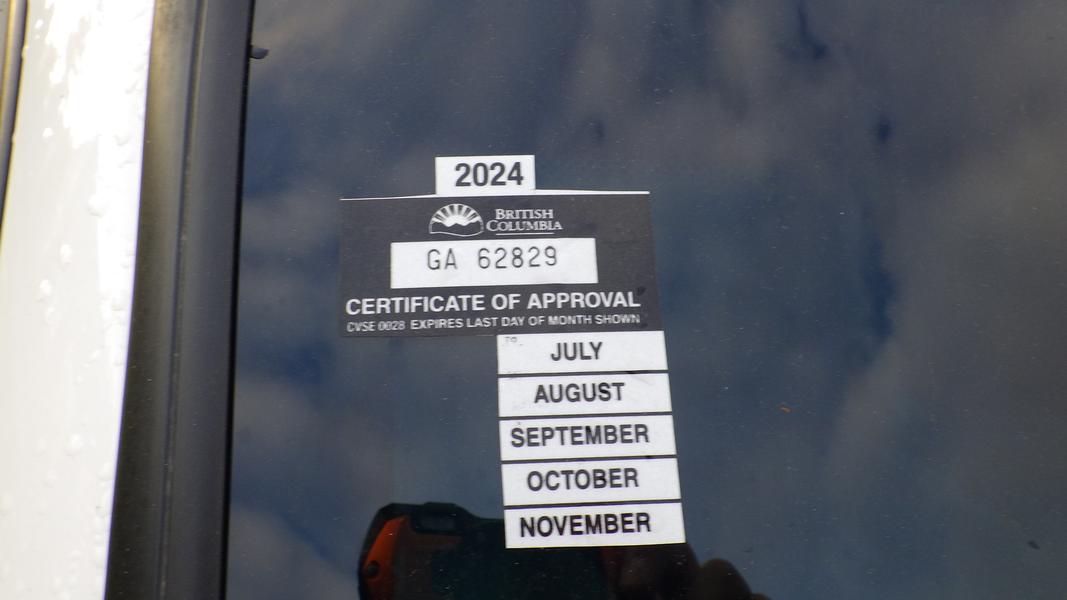 2024
BRITISH
COLUMBIA
GA 62829
CERTIFICATE OF APPROVAL
CVSE 0028 EXPIRES LAST DAY OF MONTH SHOWN
TO
JULY
AUGUST
SEPTEMBER
OCTOBER
NOVEMBER